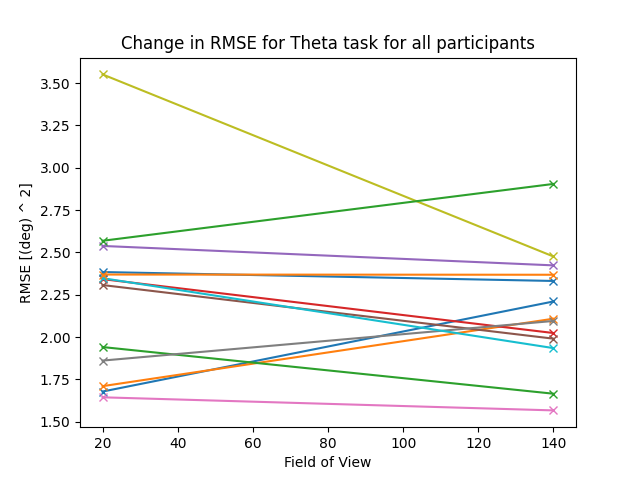 Change in RMSE for Theta task for all participants
3.50
3.25
3.00
2.75
2.50
2.25
2.00
1.75
1.50
RMSE [(deg) ^ 2]
20 40 60 80 100 120 140
Field of View